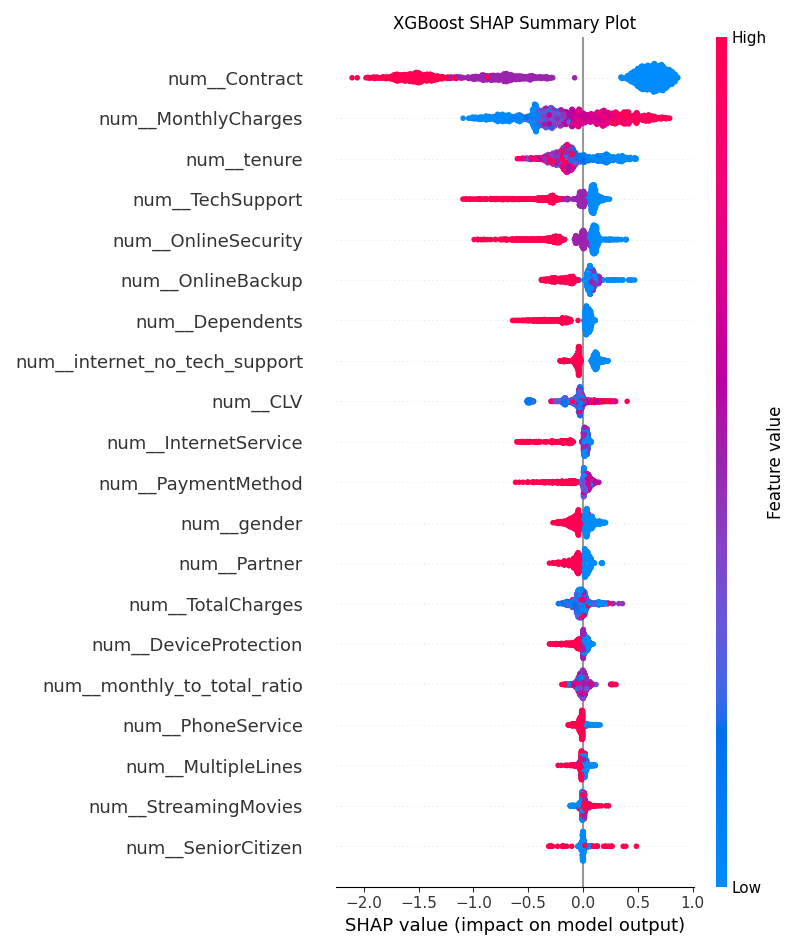 XGBoost SHAP Summary Plot
High
num__Contract
num__MonthlyCharges
num__tenure
num__TechSupport
num__OnlineSecurity
num__OnlineBackup
num__Dependents
num__internet_no_tech_support
num__CLV
num__InternetService
num__PaymentMethod
num__gender
num__Partner
num__TotalCharges
num__DeviceProtection
num__monthly_to_total_ratio
num__PhoneService
num__MultipleLines
num__StreamingMovies
num__SeniorCitizen
Feature value
Low
−2.0 −1.5 −1.0 −0.5 0.0 0.5 1.0
SHAP value (impact on model output)